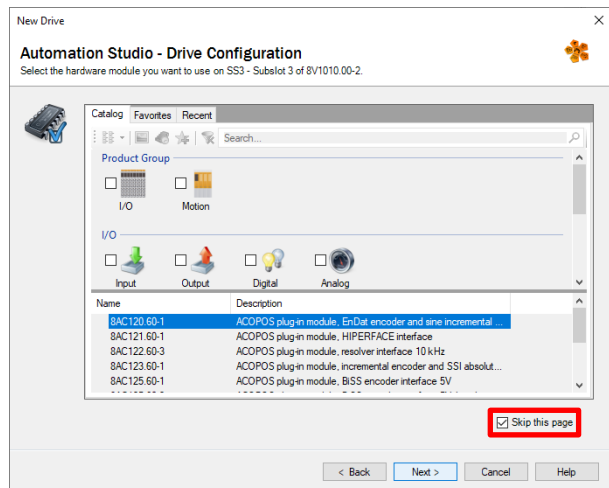 New Drive
Automation Studio - Drive Configuration
Select the hardware module you want to use on SS3 - Subslot 3 of 8V1010.00-2.
Catalog Favorites Recent
Search...
Product Group
I/O Motion
I/O
Input Output Digital Analog
Name Description
8AC120.60-1 ACOPOS plug-in module, EnDat encoder and sine incremental ...
8AC121.60-1 ACOPOS plug-in module, HIPERFACE interface
8AC122.60-3 ACOPOS plug-in module, resolver interface 10 kHz
8AC123.60-1 ACOPOS plug-in module, incremental encoder and SSI absolut...
8AC125.60-1 ACOPOS plug-in module, BiSS encoder interface 5V
Skip this page
< Back Next > Cancel Help